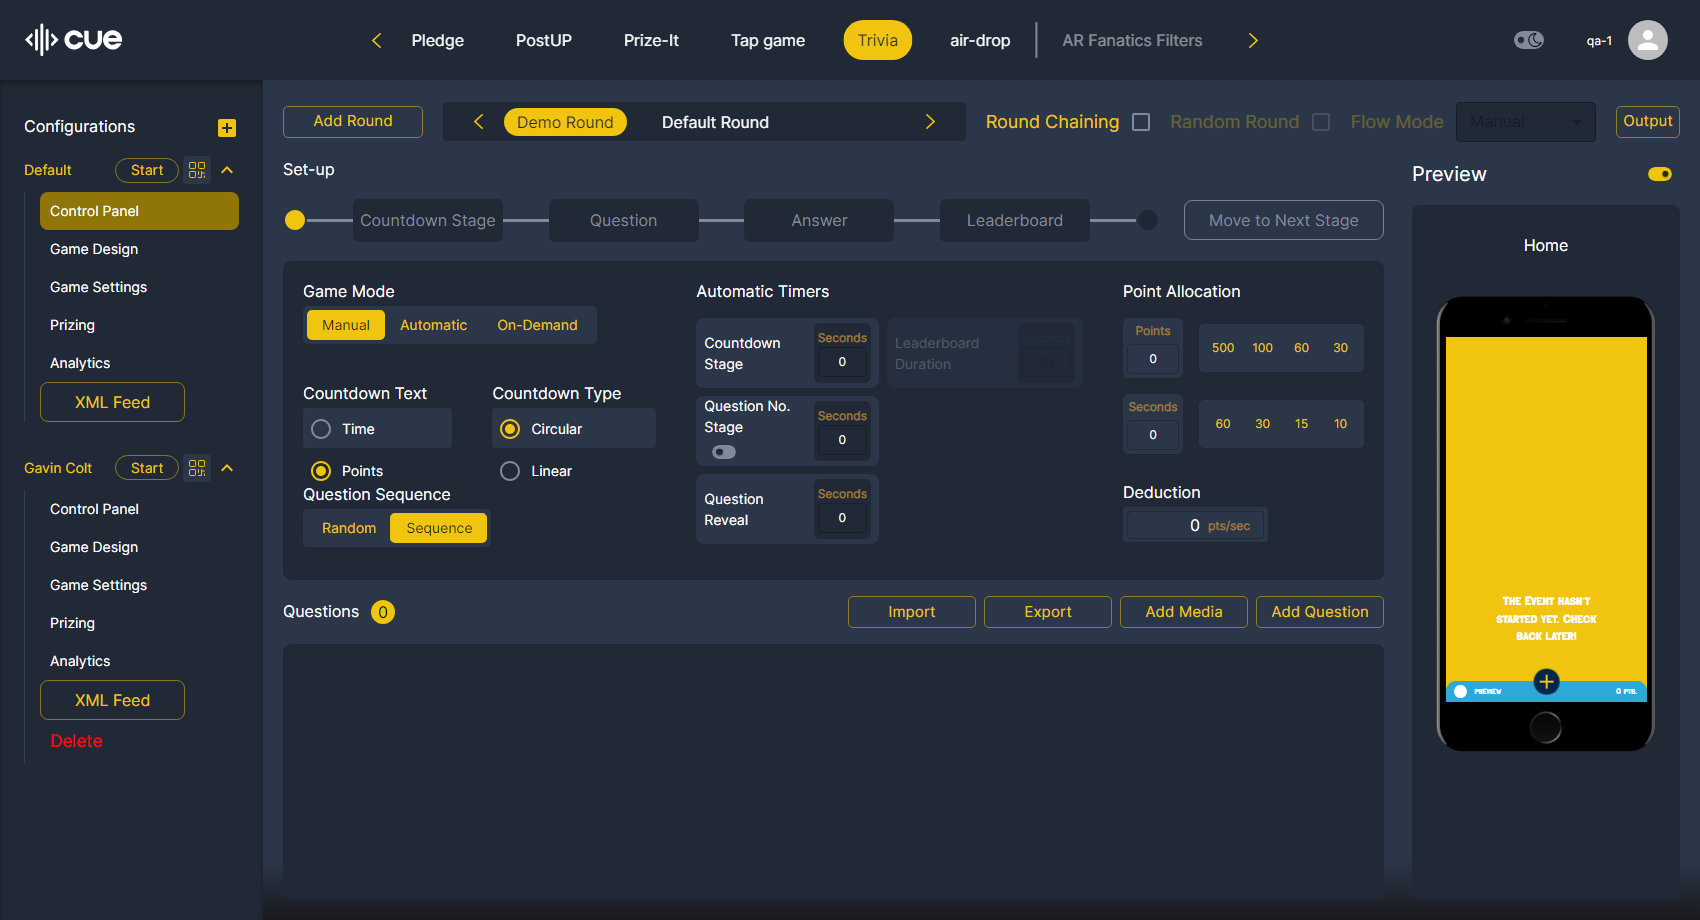 cue
Pledge PostUP Prize-It Tap game Trivia air-drop AR Fanatics Filters
qa-1
Configurations
Default Start
Control Panel
Game Design
Game Settings
Prizing
Analytics
XML Feed
Gavin Colt Start
Control Panel
Game Design
Game Settings
Prizing
Analytics
XML Feed
Delete
Add Round Demo Round Default Round Round Chaining Random Round Flow Mode Manual Output
Set-up
Countdown Stage Question Answer Leaderboard Move to Next Stage
Game Mode
Manual Automatic On-Demand
Countdown Text
Time
Points
Countdown Type
Circular
Linear
Question Sequence
Random Sequence
Automatic Timers
Countdown
Stage
Seconds
0
Leaderboard
Duration
Seconds
10
Question No.
Stage
Seconds
0
Question
Reveal
Seconds
0
Point Allocation
Points
0
500 100 60 30
Seconds
0
60 30 15 10
Deduction
0 pts/sec
Questions 0
Import Export Add Media Add Question
Preview
Home
The Event hasn't
started yet. Check
back later!
Preview 0 pts.